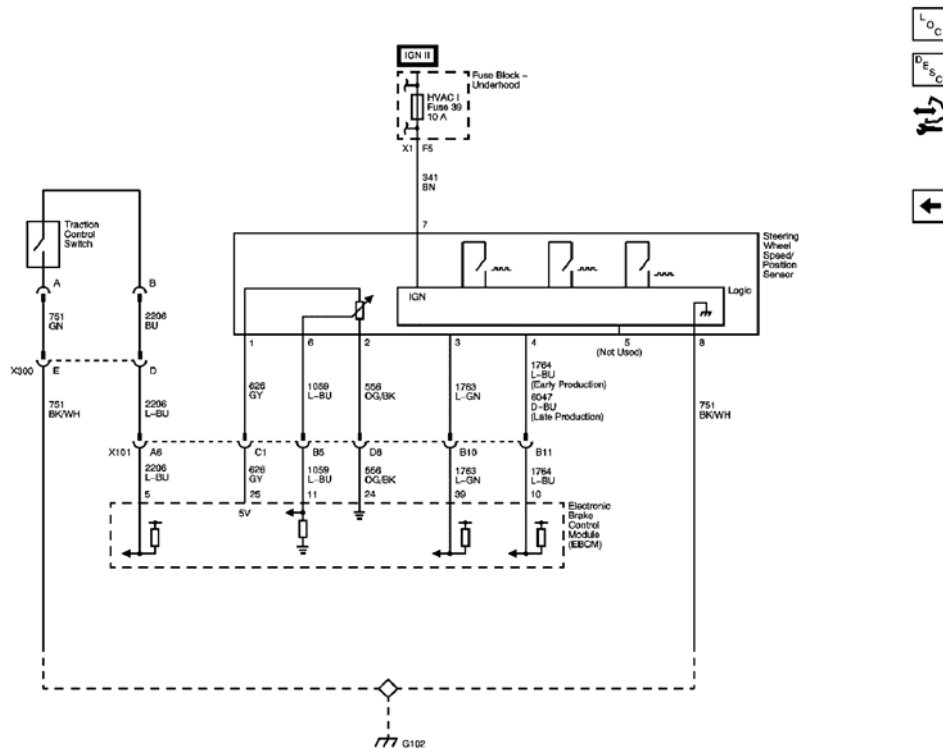 LOC
DESC
IGN II
Fuse Block –
Underhood
HVAC I
Fuse 39
10 A
X1 F5
341
BN
7
Traction
Control
Switch
Steering
Wheel
Speed/
Position
Sensor
IGN
Logic
A B
751
GN
2206
BU
1 6 2 3 4 5 8
(Not Used)
X300 E D
626
GY
1059
L-BU
556
OG/BK
1763
L-GN
1764
L-BU
(Early Production)
6047
D-BU
(Late Production)
751
BK/WH
2206
L-BU
751
BK/WH
X101 A6 C1 B5 D8 B10 B11
2206
L-BU
626
GY
1059
L-BU
556
OG/BK
1763
L-GN
1764
L-BU
5 25 11 24 39 10
5V
Electronic
Brake
Control
Module
(EBCM)
G102